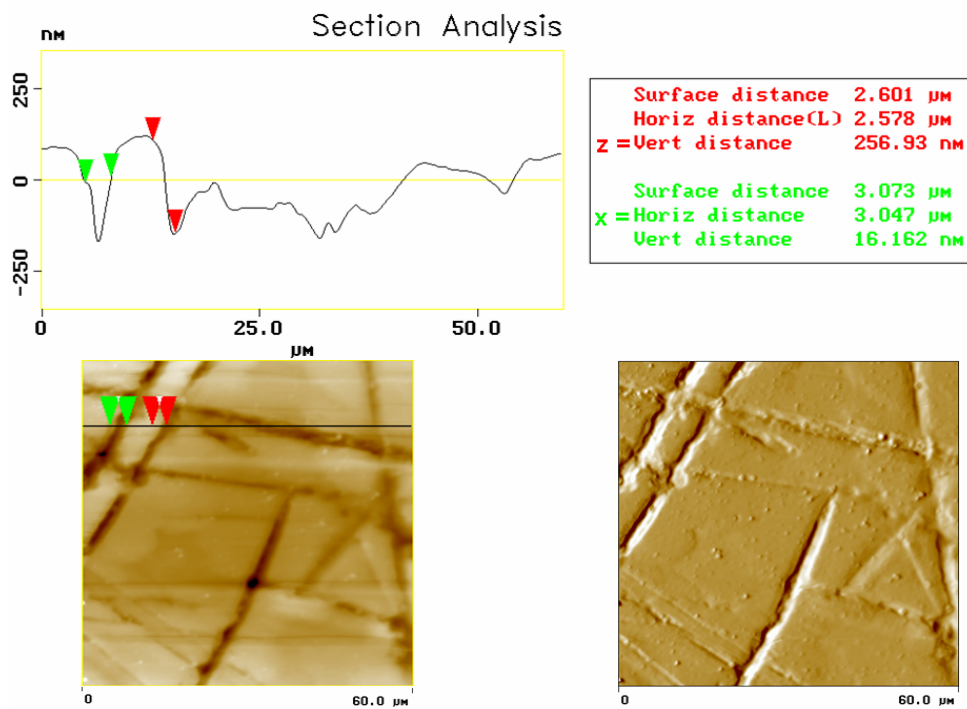 Section Analysis
nM
250
0
-250
0 25.0 50.0
µM
Surface distance 2.601 µM
Horiz distance(L) 2.578 µM
z = Vert distance 256.93 nM
Surface distance 3.073 µM
x = Horiz distance 3.047 µM
Vert distance 16.162 nM
0 60.0 µM
0 60.0 µM